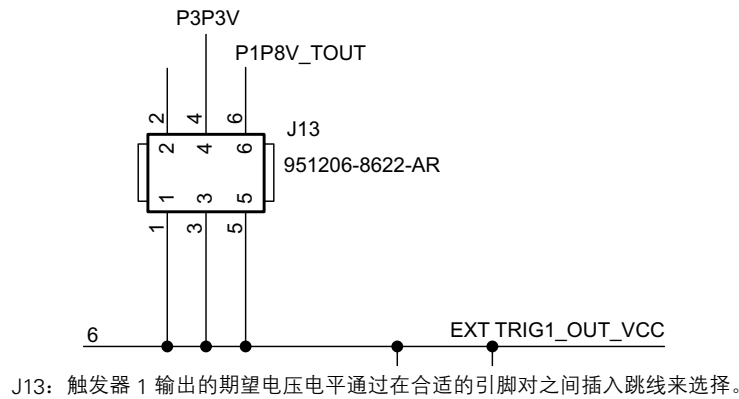 P3P3V
P1P8V_TOUT
2 4 6
J13
2 4 6
951206-8622-AR
1 3 5
1 3 5
6
EXT TRIG1_OUT_VCC
J13：触发器 1 输出的期望电压电平通过在合适的引脚对之间插入跳线来选择。